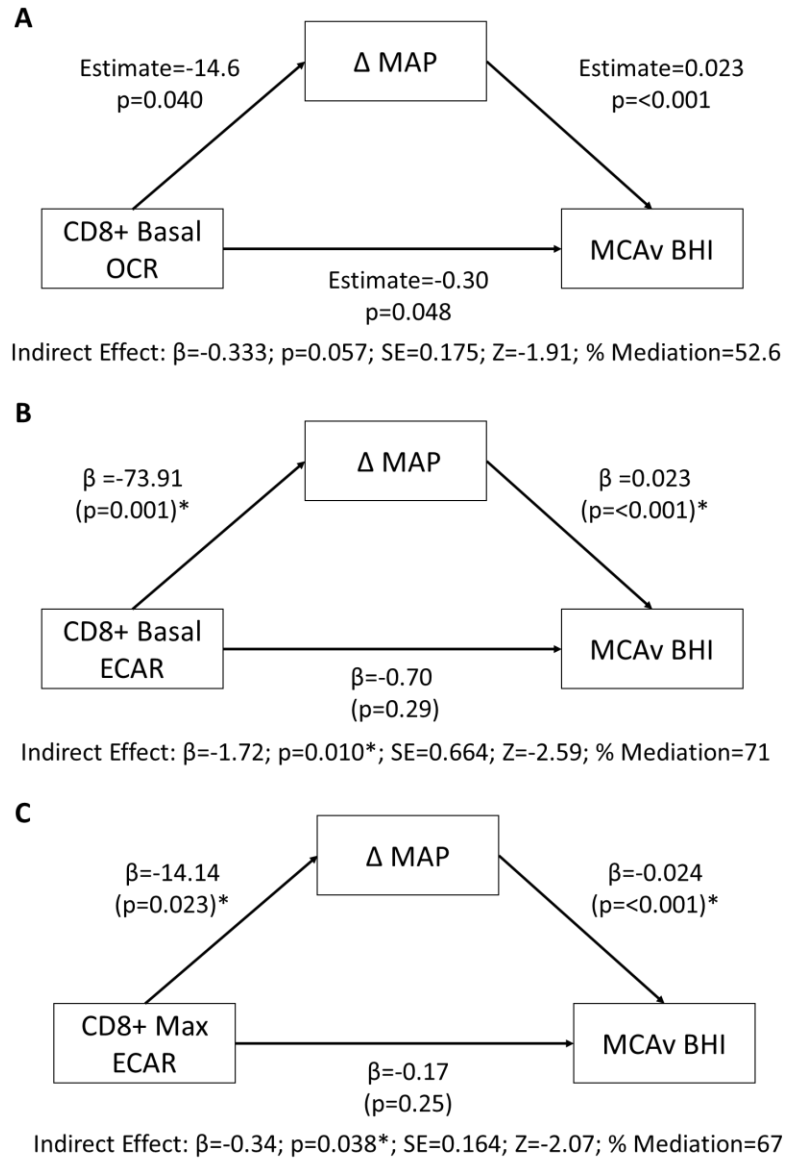 A
Δ MAP
Estimate=-14.6
p=0.040
Estimate=0.023
p=<0.001
CD8+ Basal
OCR
MCAv BHI
Estimate=-0.30
p=0.048
Indirect Effect: β=-0.333; p=0.057; SE=0.175; Z=-1.91; % Mediation=52.6
B
Δ MAP
β =-73.91
(p=0.001)*
β =0.023
(p=<0.001)*
CD8+ Basal
ECAR
MCAv BHI
β=-0.70
(p=0.29)
Indirect Effect: β=-1.72; p=0.010*; SE=0.664; Z=-2.59; % Mediation=71
C
Δ MAP
β=-14.14
(p=0.023)*
β=-0.024
(p=<0.001)*
CD8+ Max
ECAR
MCAv BHI
β=-0.17
(p=0.25)
Indirect Effect: β=-0.34; p=0.038*; SE=0.164; Z=-2.07; % Mediation=67